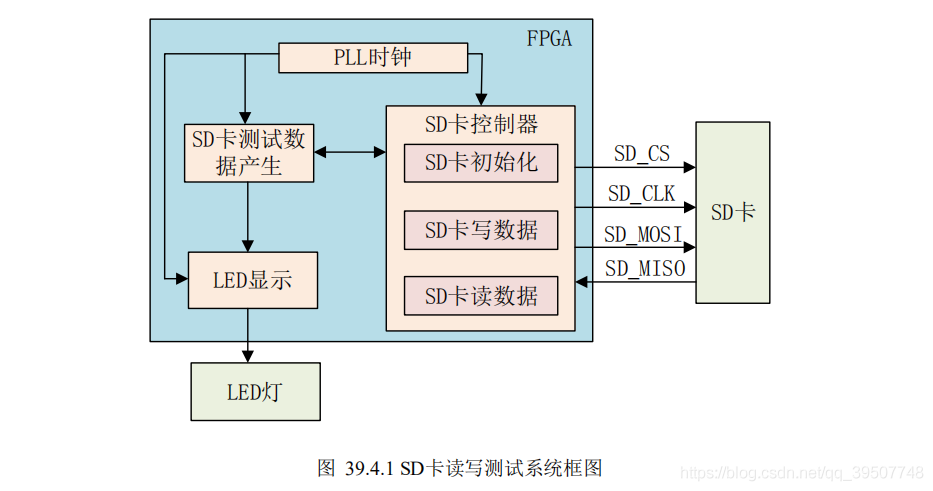 FPGA
PLL时钟
SD卡测试数
据产生
SD卡控制器
SD卡初始化
SD卡写数据
SD卡读数据
LED显示
LED灯
SD_CS
SD_CLK
SD_MOSI
SD_MISO
SD卡
图 39.4.1 SD卡读写测试系统框图
https://blog.csdn.net/qq_39507748